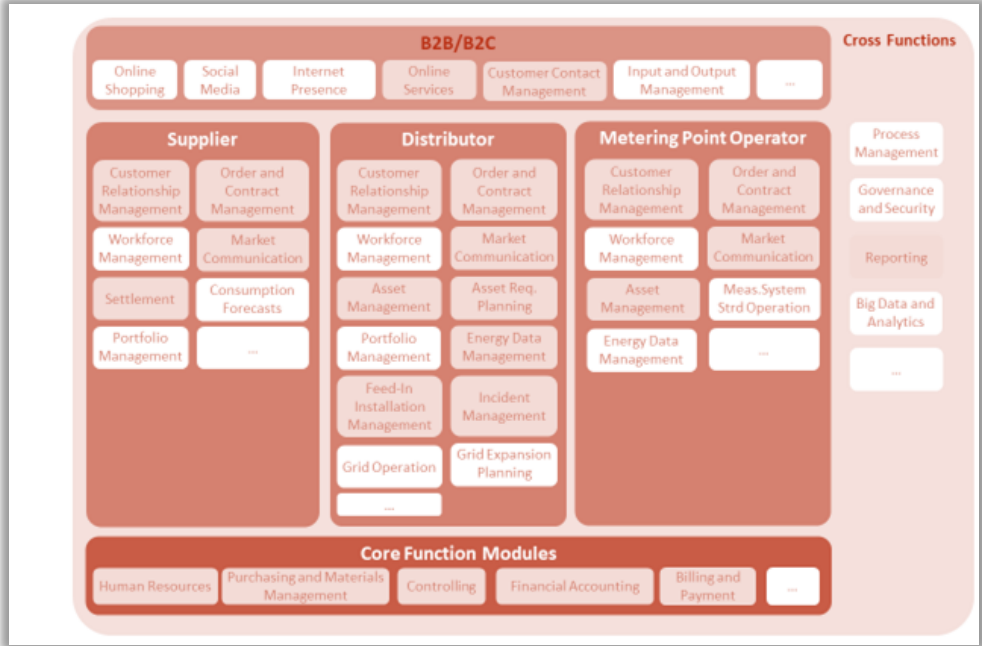 B2B/B2C
Cross Functions
Online
Shopping
Social
Media
Internet
Presence
Online
Services
Customer Contact
Management
Input and Output
Management
...
Supplier
Customer
Relationship
Management
Order and
Contract
Management
Workforce
Management
Market
Communication
Settlement
Consumption
Forecasts
Portfolio
Management
...
Distributor
Customer
Relationship
Management
Order and
Contract
Management
Workforce
Management
Market
Communication
Asset
Management
Asset Req.
Planning
Portfolio
Management
Energy Data
Management
Feed-In
Installation
Management
Incident
Management
Grid Operation
Grid Expansion
Planning
...
Metering Point Operator
Customer
Relationship
Management
Order and
Contract
Management
Workforce
Management
Market
Communication
Asset
Management
Meas.System
Strd Operation
Energy Data
Management
...
Process
Management
Governance
and Security
Reporting
Big Data and
Analytics
...
Core Function Modules
Human Resources
Purchasing and Materials
Management
Controlling
Financial Accounting
Billing and
Payment
...